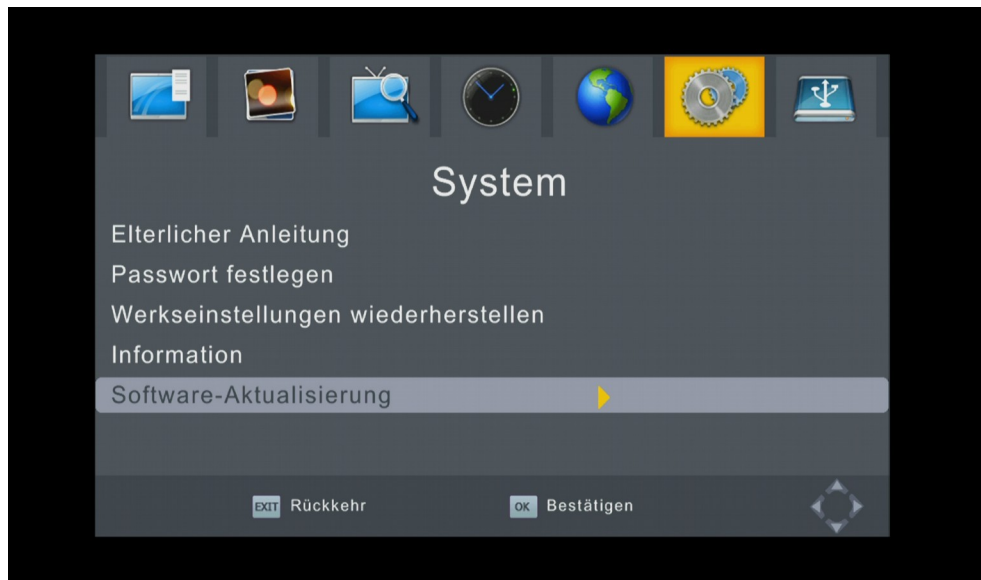 System
Elterlicher Anleitung
Passwort festlegen
Werkseinstellungen wiederherstellen
Information
Software-Aktualisierung
EXIT Rückkehr OK Bestätigen